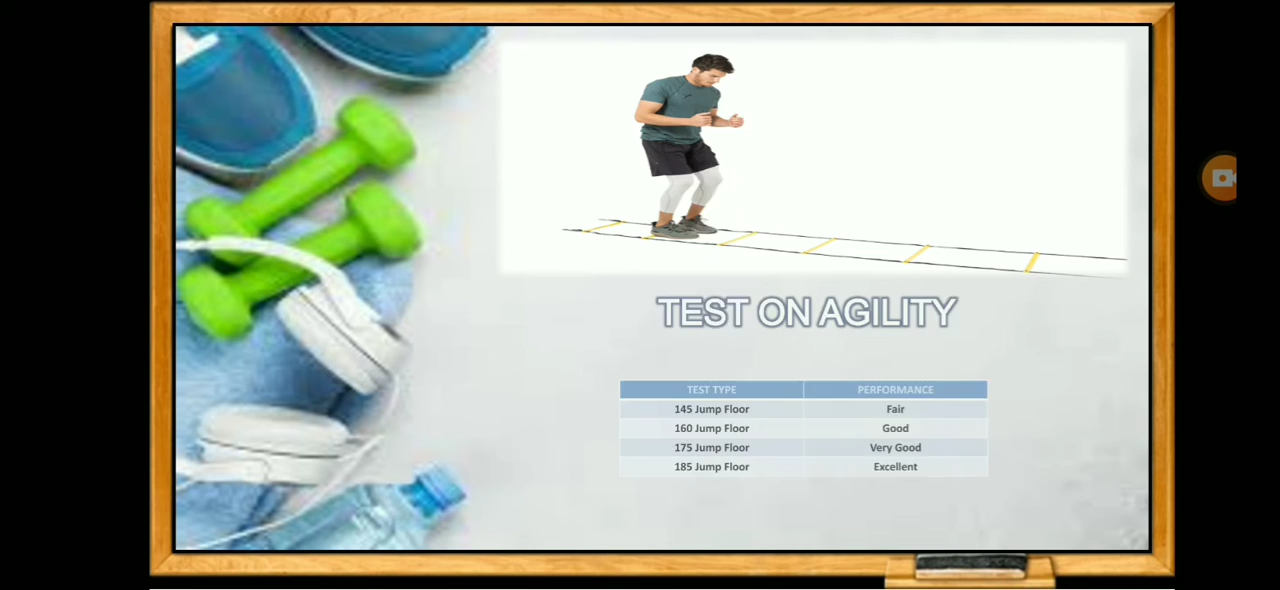 TEST ON AGILITY
TEST TYPE PERFORMANCE
145 Jump Floor Fair
160 Jump Floor Good
175 Jump Floor Very Good
185 Jump Floor Excellent